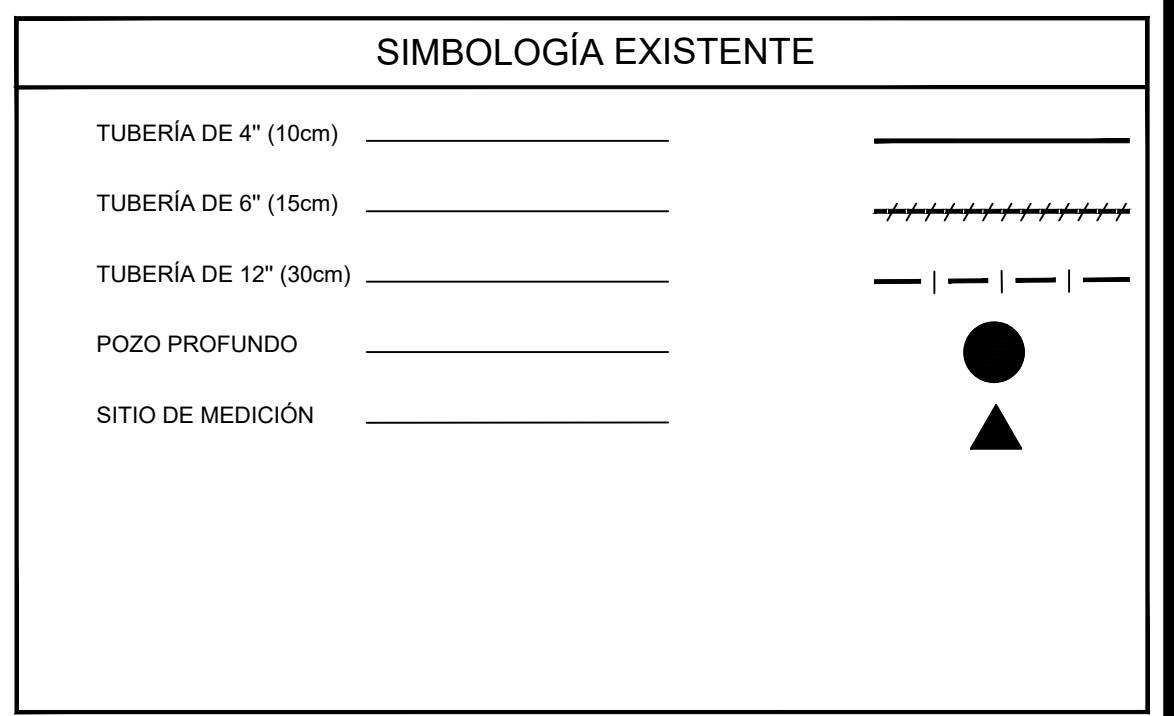 SIMBOLOGÍA EXISTENTE
TUBERÍA DE 4" (10cm)
TUBERÍA DE 6" (15cm)
TUBERÍA DE 12" (30cm)
POZO PROFUNDO
SITIO DE MEDICIÓN